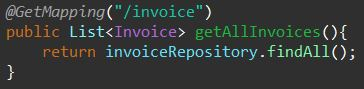 @GetMapping("/invoice")
public List<Invoice> getAllInvoices(){
    return invoiceRepository.findAll();
}